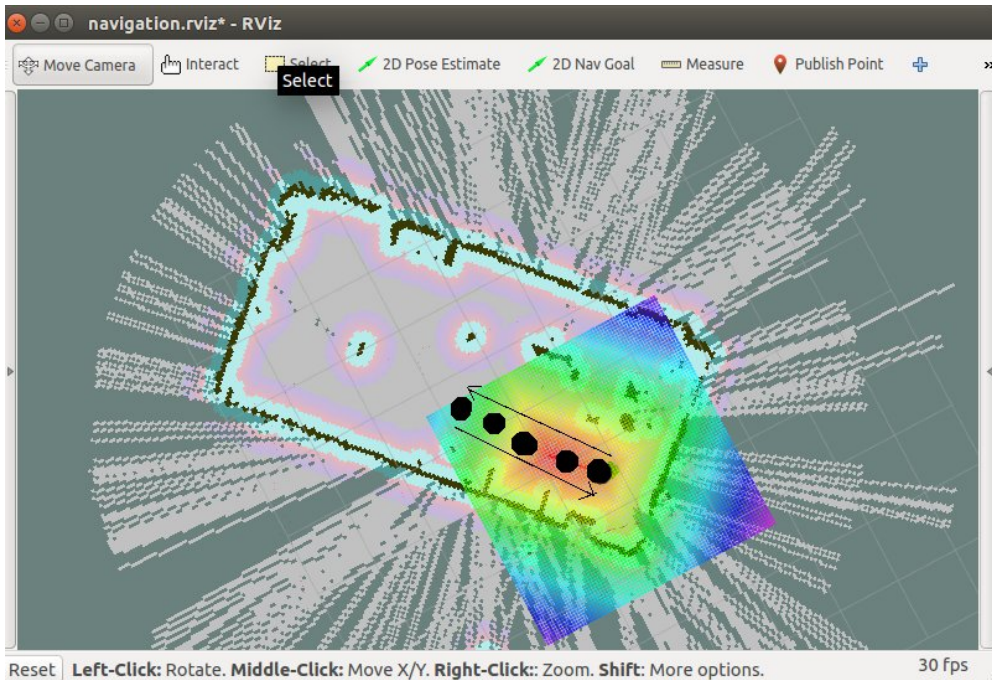 navigation.rviz* - RViz
Move Camera Interact Select 2D Pose Estimate 2D Nav Goal Measure Publish Point »
Select
Reset Left-Click: Rotate. Middle-Click: Move X/Y. Right-Click:: Zoom. Shift: More options. 30 fps